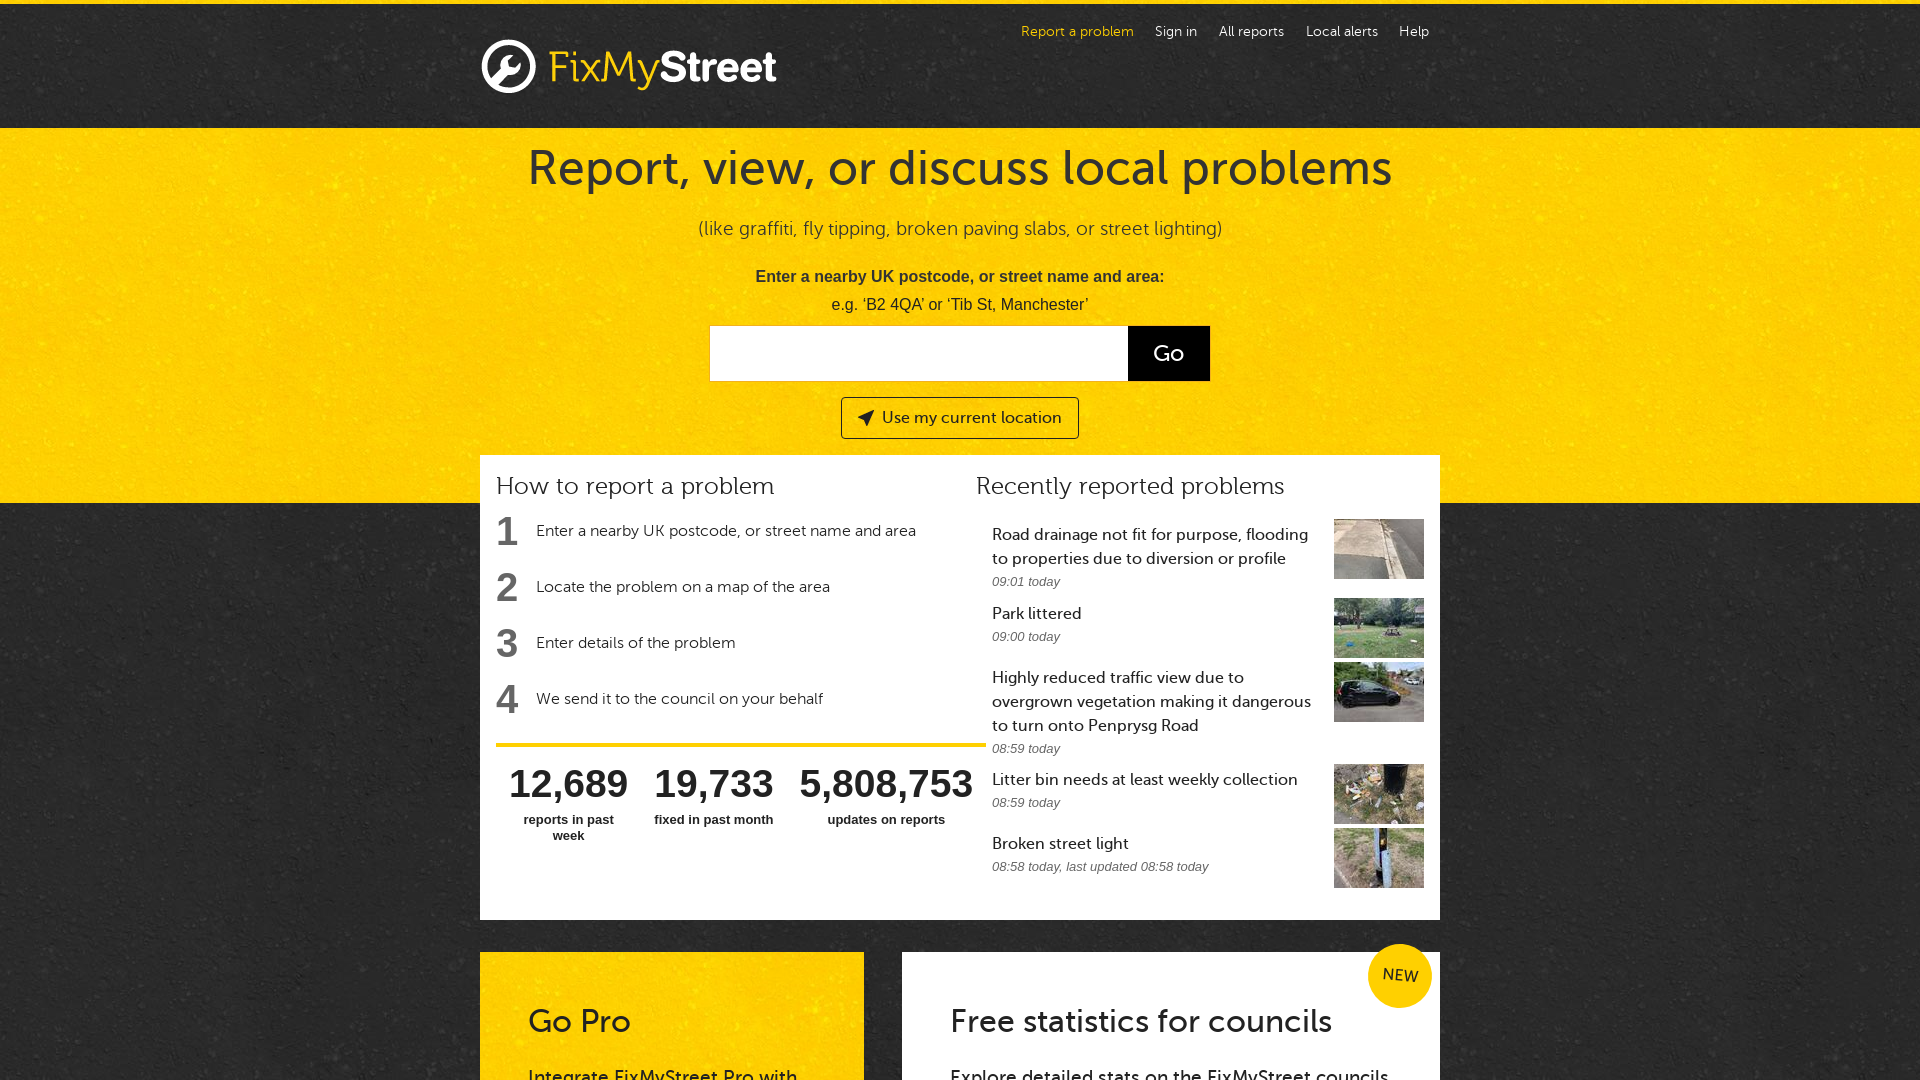 Report a problem
Sign in
All reports
Local alerts
Help
FixMyStreet
Report, view, or discuss local problems
(like graffiti, fly tipping, broken paving slabs, or street lighting)
Enter a nearby UK postcode, or street name and area:
e.g. ‘B2 4QA’ or ‘Tib St, Manchester’
Go
Use my current location
How to report a problem
1 Enter a nearby UK postcode, or street name and area
2 Locate the problem on a map of the area
3 Enter details of the problem
4 We send it to the council on your behalf
12,689
reports in past
week
19,733
fixed in past month
5,808,753
updates on reports
Recently reported problems
Road drainage not fit for purpose, flooding
to properties due to diversion or profile
09:01 today
Park littered
09:00 today
Highly reduced traffic view due to
overgrown vegetation making it dangerous
to turn onto Penprysg Road
08:59 today
Litter bin needs at least weekly collection
08:59 today
Broken street light
08:58 today, last updated 08:58 today
Go Pro
Integrate FixMyStreet Pro with
NEW
Free statistics for councils
Explore detailed stats on the FixMyStreet councils